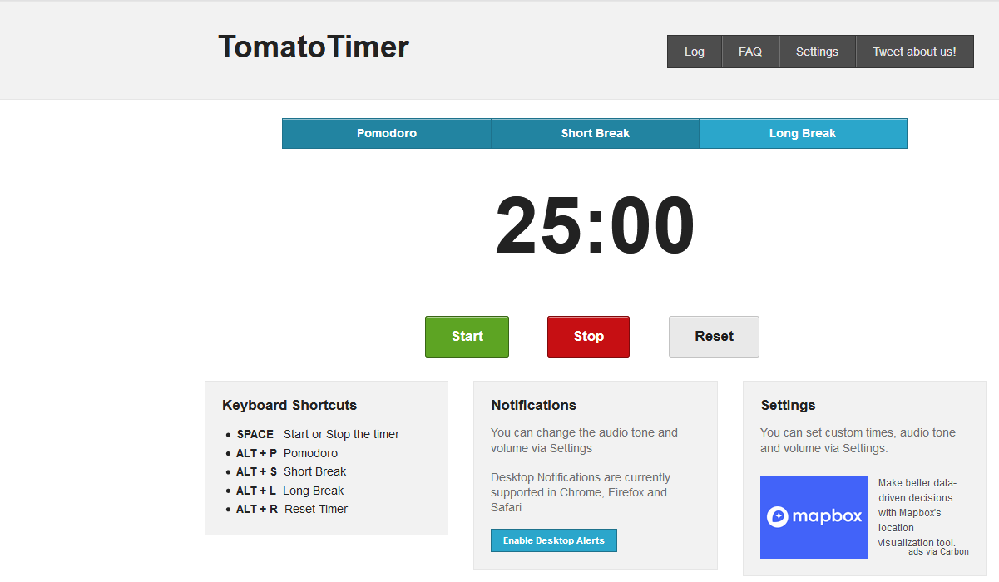 TomatoTimer
Log FAQ Settings Tweet about us!
Pomodoro Short Break Long Break
25:00
Start Stop Reset
Keyboard Shortcuts
SPACE Start or Stop the timer
ALT + P Pomodoro
ALT + S Short Break
ALT + L Long Break
ALT + R Reset Timer
Notifications
You can change the audio tone and
volume via Settings
Desktop Notifications are currently
supported in Chrome, Firefox and
Safari
Enable Desktop Alerts
Settings
You can set custom times, audio tone
and volume via Settings.
mapbox
Make better data-
driven decisions
with Mapbox's
location
visualization tool.
ads via Carbon